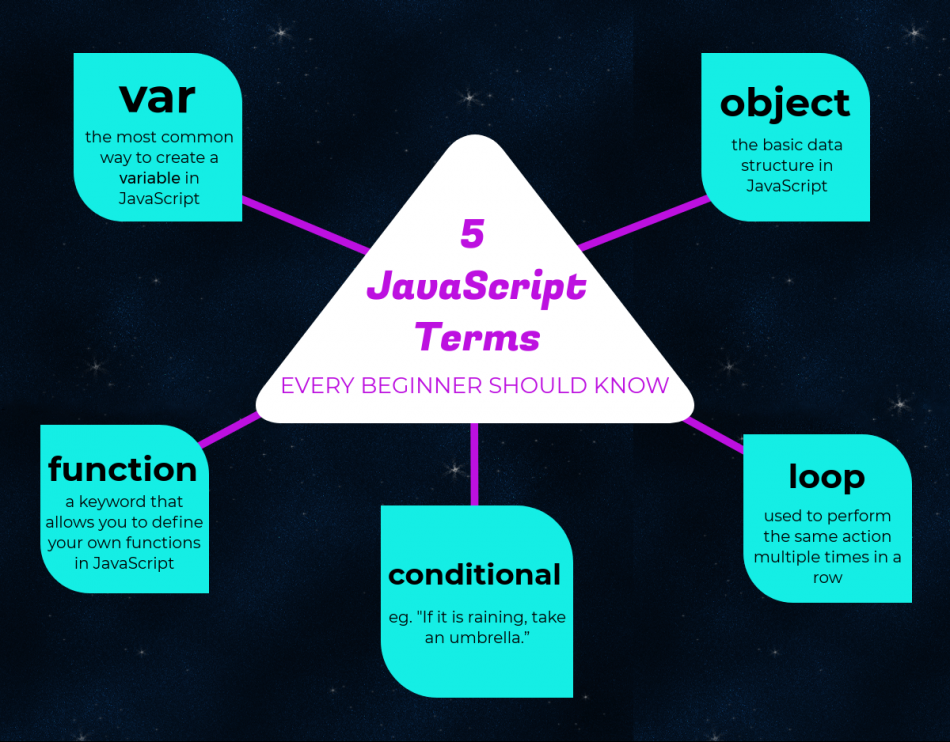 var
the most common
way to create a
variable in
JavaScript
object
the basic data
structure in
JavaScript
5
JavaScript
Terms
EVERY BEGINNER SHOULD KNOW
function
a keyword that
allows you to define
your own functions
in JavaScript
conditional
eg. "If it is raining, take
an umbrella.”
loop
used to perform
the same action
multiple times in a
row